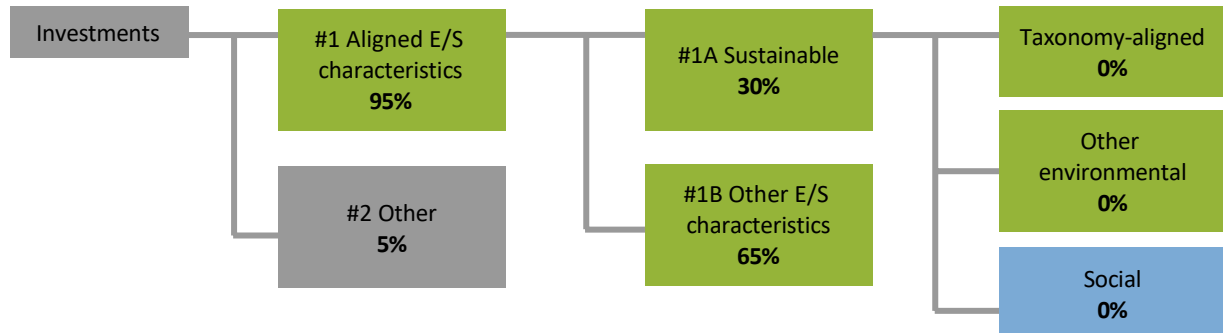 Investments
#1 Aligned E/S
characteristics
95%
#2 Other
5%
#1A Sustainable
30%
#1B Other E/S
characteristics
65%
Taxonomy-aligned
0%
Other
environmental
0%
Social
0%